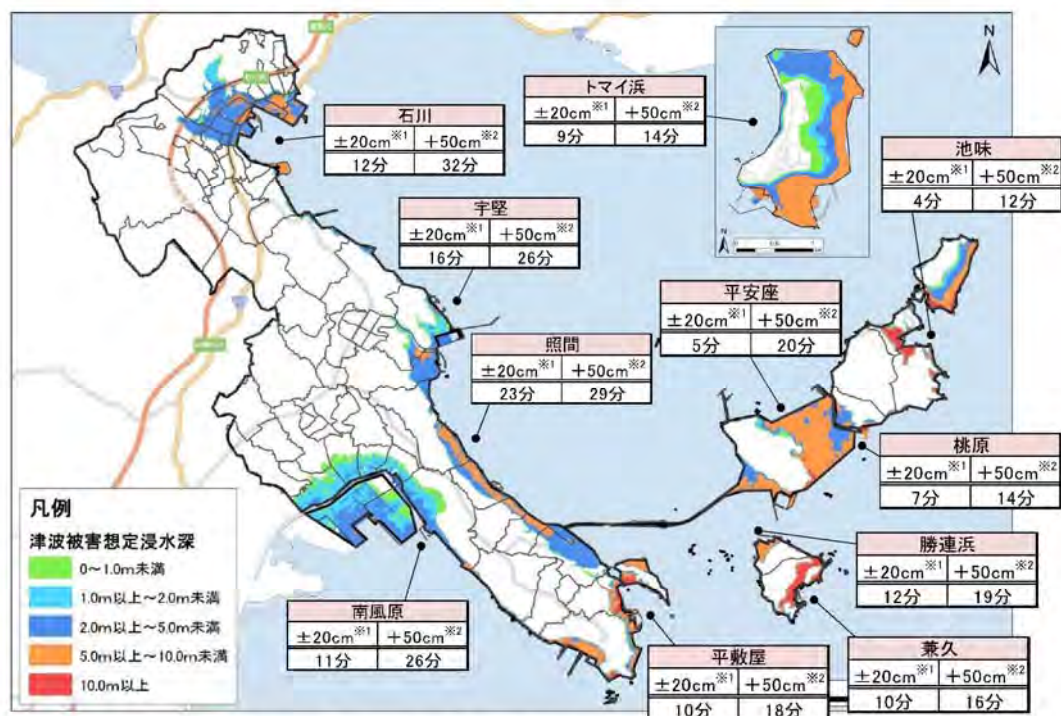 N
トマイ浜
±20cm※1 +50cm※2
9分 14分
石川
±20cm※1 +50cm※2
12分 32分
池味
±20cm※1 +50cm※2
4分 12分
宇堅
±20cm※1 +50cm※2
16分 26分
N
平安座
±20cm※1 +50cm※2
5分 20分
照間
±20cm※1 +50cm※2
23分 29分
桃原
±20cm※1 +50cm※2
7分 14分
勝連浜
±20cm※1 +50cm※2
12分 19分
南風原
±20cm※1 +50cm※2
11分 26分
平敷屋
±20cm※1 +50cm※2
10分 18分
兼久
±20cm※1 +50cm※2
10分 16分
凡例
津波被害想定浸水深
0～1.0m未満
1.0m以上～2.0m未満
2.0m以上～5.0m未満
5.0m以上～10.0m未満
10.0m以上